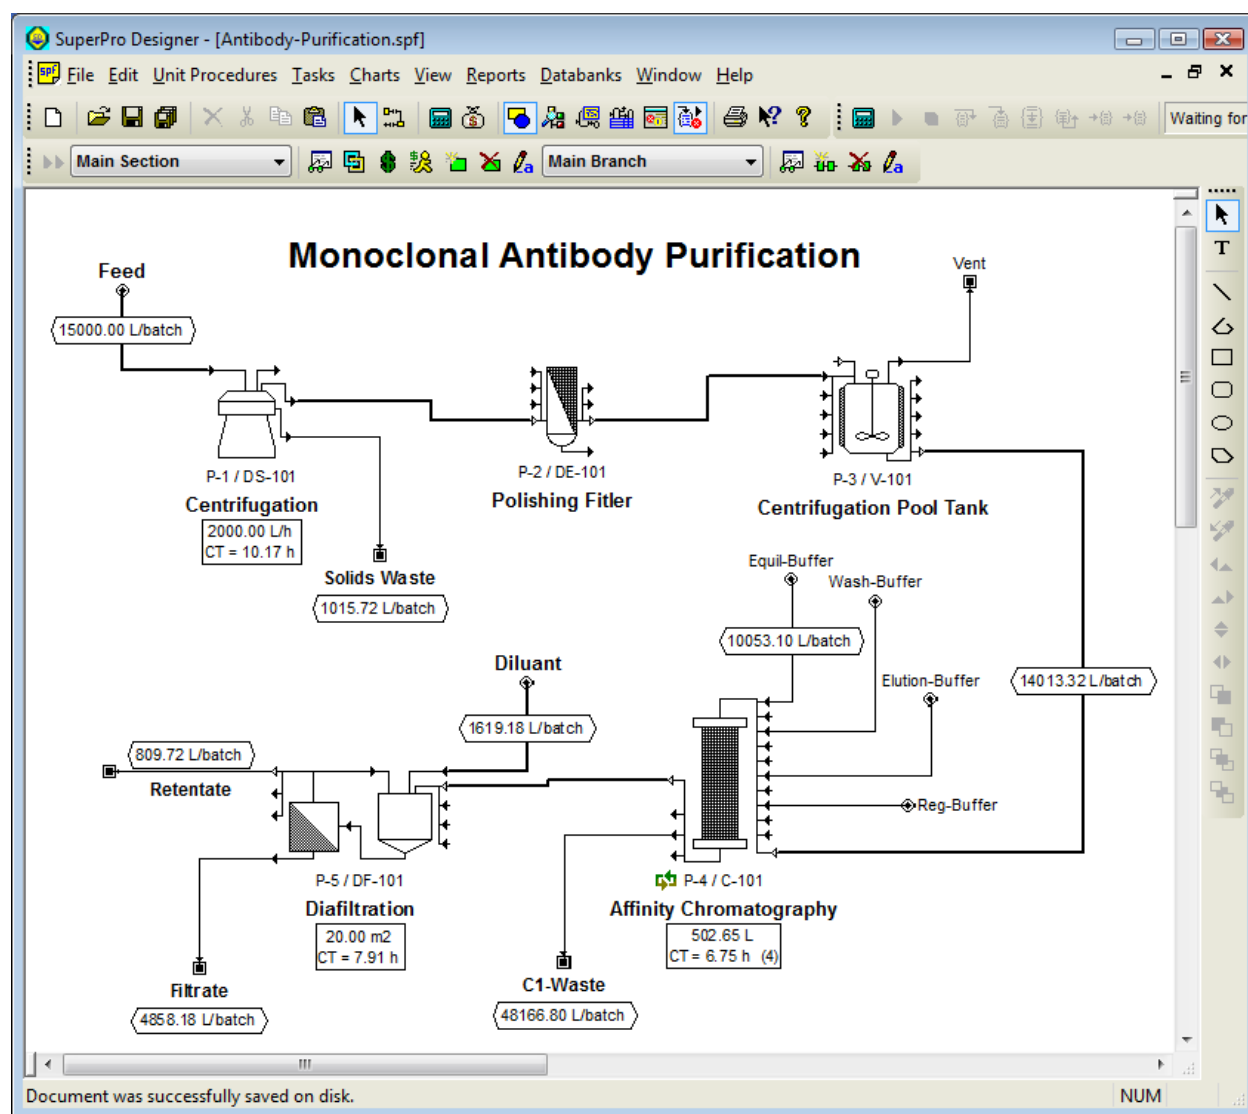 SuperPro Designer - [Antibody-Purification.spf]
File Edit Unit Procedures Tasks Charts View Reports Databanks Window Help
Waiting for
Main Section
Main Branch
Monoclonal Antibody Purification
Feed
15000.00 L/batch
Vent
P-1 / DS-101
Centrifugation
2000.00 L/h
CT = 10.17 h
P-2 / DE-101
Polishing Fitler
P-3 / V-101
Centrifugation Pool Tank
Solids Waste
1015.72 L/batch
Equil-Buffer
Wash-Buffer
10053.10 L/batch
Elution-Buffer
14013.32 L/batch
Diluant
1619.18 L/batch
809.72 L/batch
Retentate
Reg-Buffer
P-5 / DF-101
Diafiltration
20.00 m2
CT = 7.91 h
P-4 / C-101
Affinity Chromatography
502.65 L
CT = 6.75 h (4)
Filtrate
4858.18 L/batch
C1-Waste
48166.80 L/batch
T
Document was successfully saved on disk.
NUM